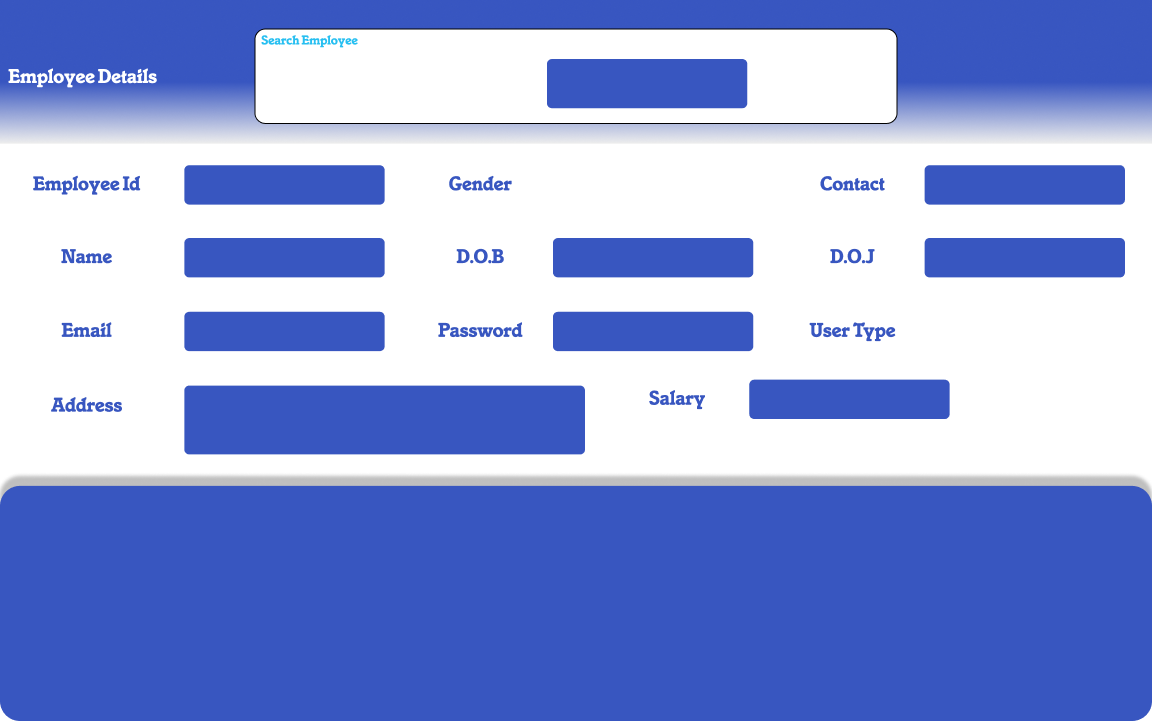 Search Employee
Employee Details
Employee Id
Gender
Contact
Name
D.O.B
D.O.J
Email
Password
User Type
Address
Salary